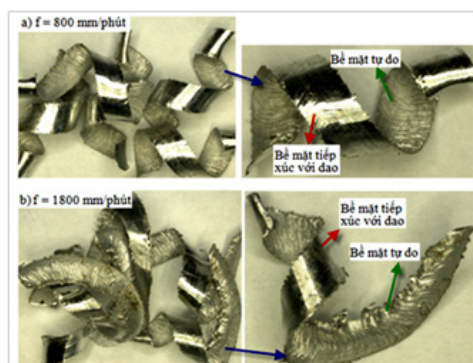 a) f = 800 mm/phút
Bề mặt tự do
Bề mặt tiếp
xúc với dao
b) f = 1800 mm/phút
Bề mặt tiếp
xúc với dao
Bề mặt tự do